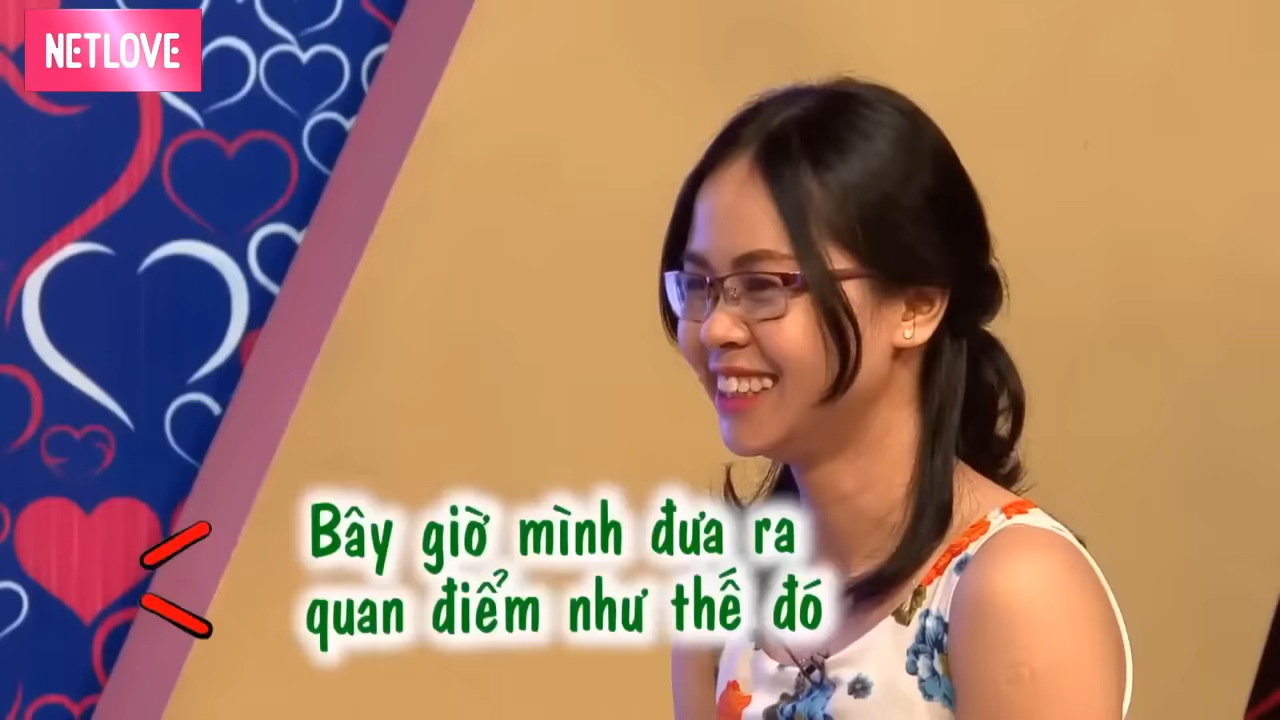 NETLOVE
Bây giờ mình đưa ra
quan điểm như thế đó